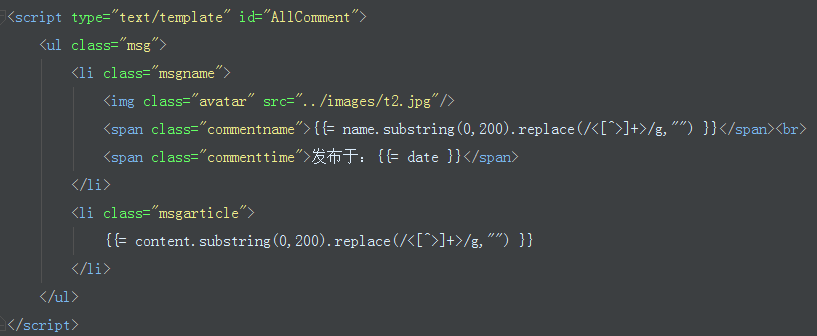 <script type="text/template" id="AllComment">
<ul class="msg">
<li class="msgname">
<img class="avatar" src="../images/t2.jpg"/>
<span class="commentname">{{= name.substring(0,200).replace(/<[^>]+>/g,"") }}</span><br>
<span class="commenttime">发布于：{{= date }}</span>
</li>
<li class="msgarticle">
{{= content.substring(0,200).replace(/<[^>]+>/g,"") }}
</li>
</ul>
</script>